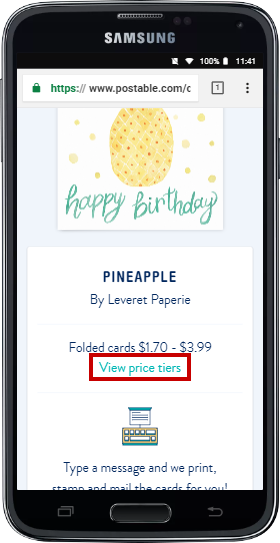 SAMSUNG
100% 11:41
https:// www.postable.com/c 1
happy Birthday
PINEAPPLE
By Leveret Paperie
Folded cards $1.70 - $3.99
View price tiers
Type a message and we print,
stamp and mail the cards for you!